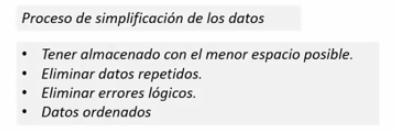 Proceso de simplificación de los datos
• Tener almacenado con el menor espacio posible.
• Eliminar datos repetidos.
• Eliminar errores lógicos.
• Datos ordenados